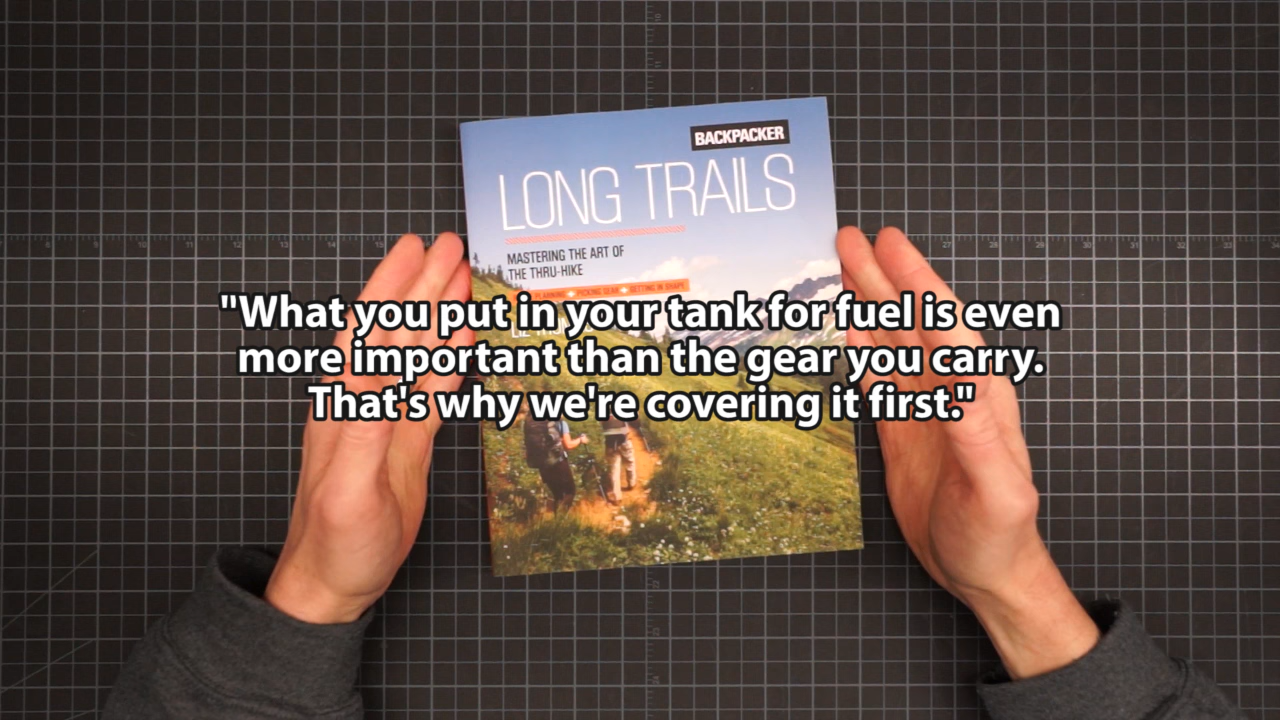 BACKPACKER
LONG TRAILS
MASTERING THE ART OF
THE THRU-HIKE
PLANNING + PICKING GEAR + GETTING IN SHAPE
"What you put in your tank for fuel is even
more important than the gear you carry.
That's why we're covering it first."